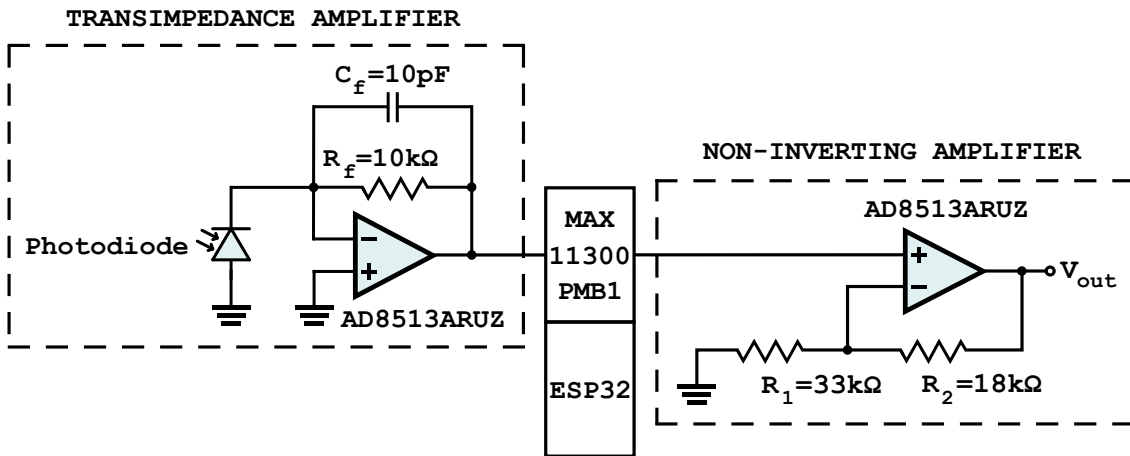 TRANSIMPEDANCE AMPLIFIER
C_f=10pF
R_f=10kΩ
Photodiode
−
+
AD8513ARUZ
MAX
11300
PMB1
ESP32
NON-INVERTING AMPLIFIER
AD8513ARUZ
+
−
V_out
R_1=33kΩ
R_2=18kΩ